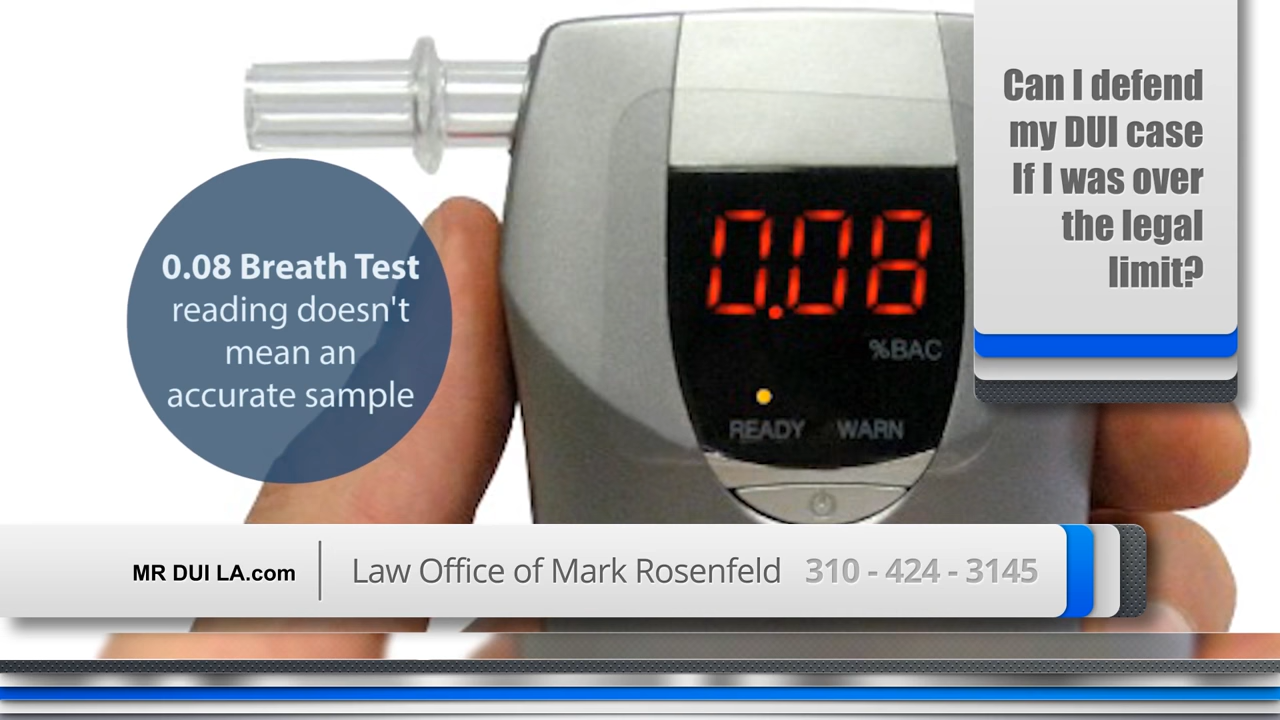 Can I defend
my DUI case
If I was over
the legal
limit?
0.08 Breath Test
reading doesn't
mean an
accurate sample
0.08
%BAC
READY WARN
MR DUI LA.com
Law Office of Mark Rosenfeld 310 - 424 - 3145